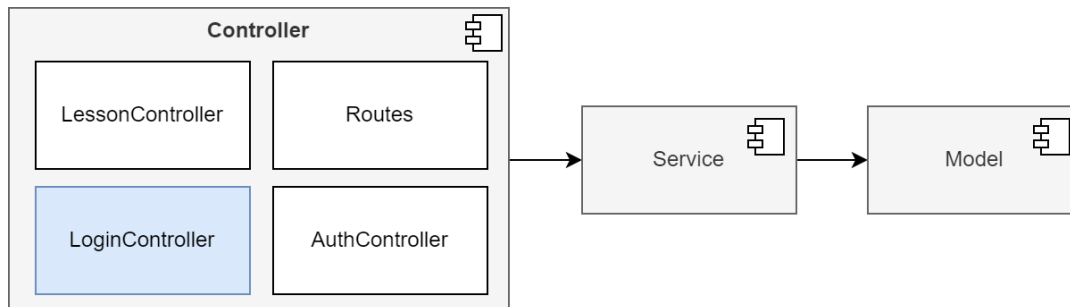 Controller
LessonController
Routes
LoginController
AuthController
Service
Model